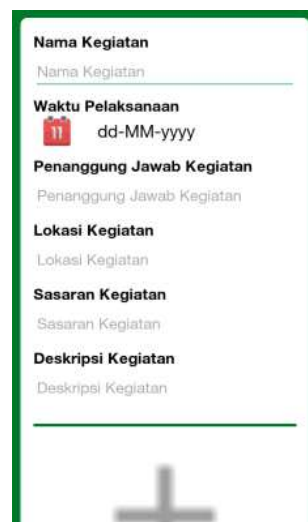 Nama Kegiatan
Nama Kegiatan
Waktu Pelaksanaan
11 dd-MM-yyyy
Penanggung Jawab Kegiatan
Penanggung Jawab Kegiatan
Lokasi Kegiatan
Lokasi Kegiatan
Sasaran Kegiatan
Sasaran Kegiatan
Deskripsi Kegiatan
Deskripsi Kegiatan